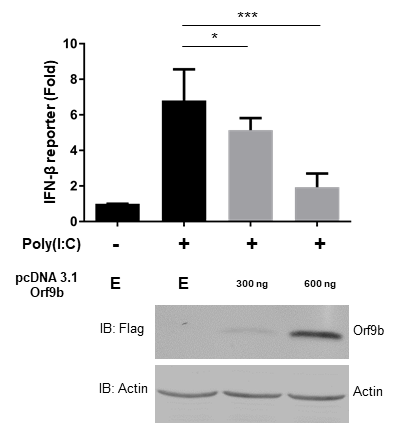 ***
*
10
8
6
4
2
0
IFN-β reporter (Fold)
Poly(I:C) - + + +
pcDNA 3.1
Orf9b
E E 300 ng 600 ng
IB: Flag Orf9b
IB: Actin Actin